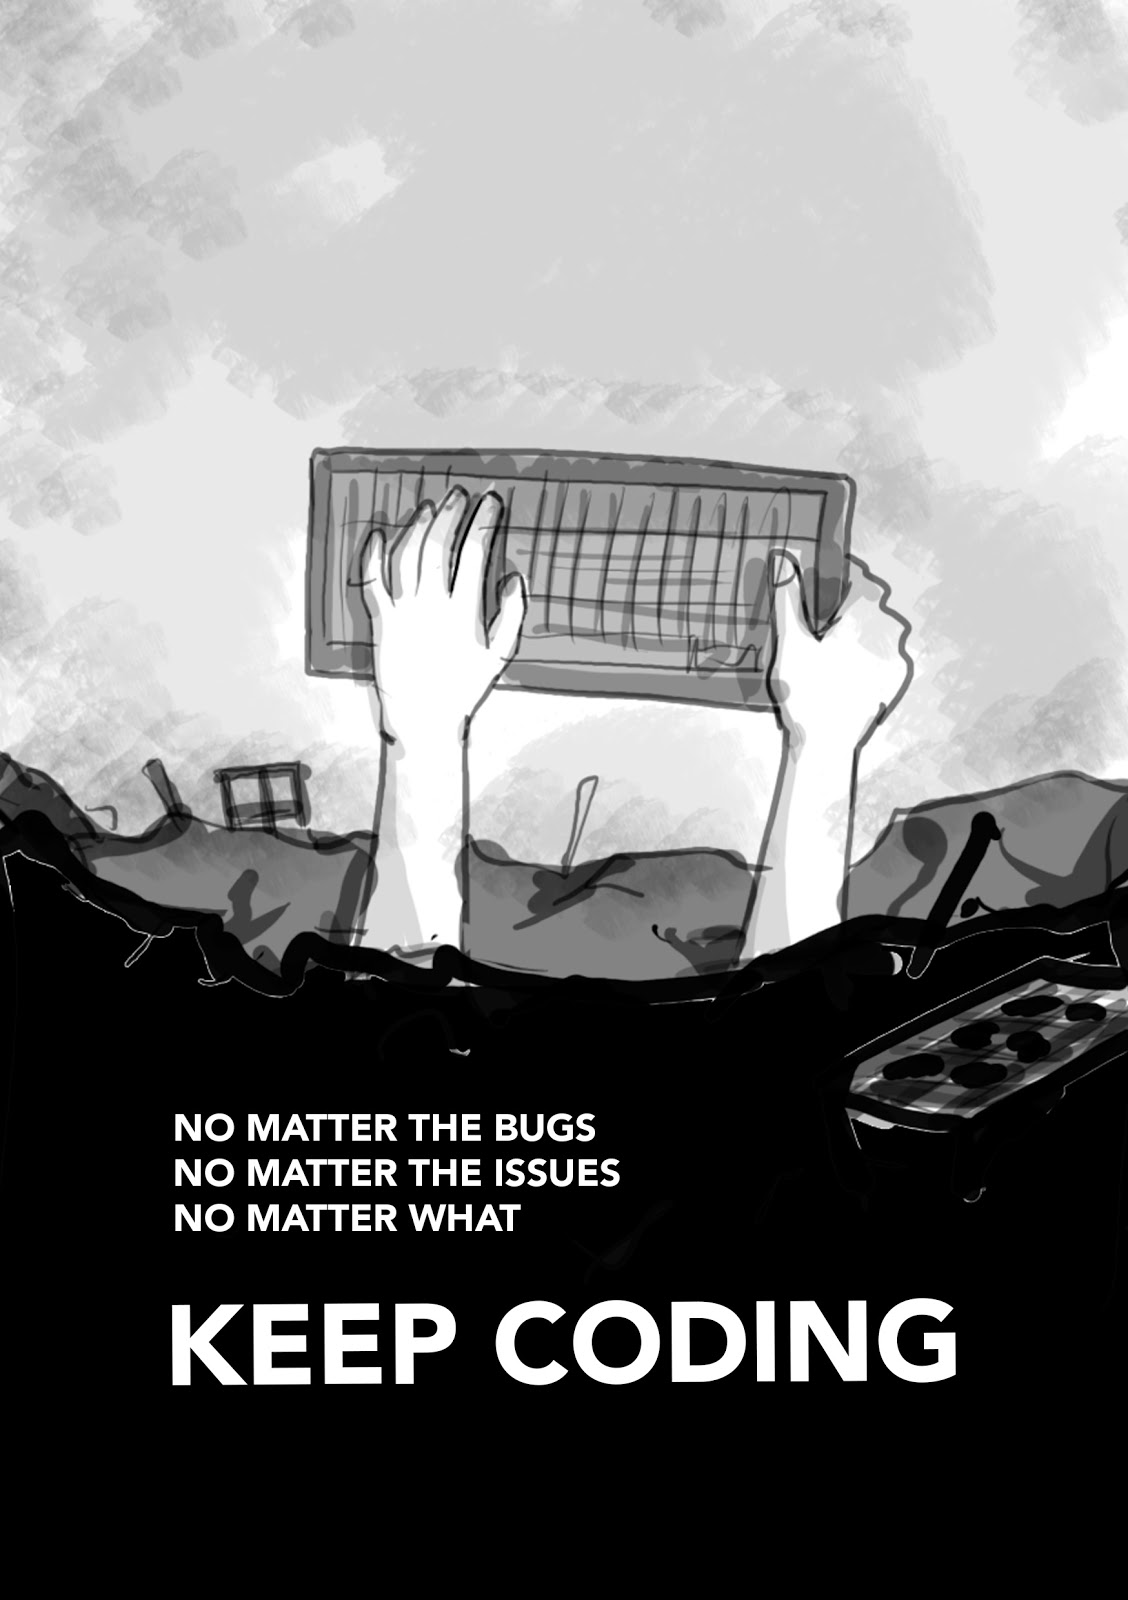 NO MATTER THE BUGS
NO MATTER THE ISSUES
NO MATTER WHAT
KEEP CODING